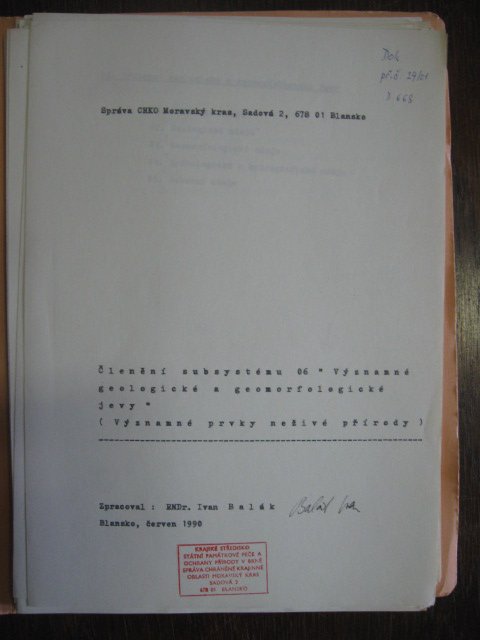 Dok
př.č. 29/01
Správa CHKO Moravský kras, Sadová 2, 678 01 Blansko
Členění subsystému 06 " Významné
geologické a geomorfologické
jevy "
( Významné prvky neživé přírody )
Zpracoval : RNDr. Ivan Balák
Blansko, červen 1990
KRAJSKÉ STŘEDISKO
STÁTNÍ PAMÁTKOVÉ PÉČE A
OCHRANY PŘÍRODY V BRNĚ
SPRÁVA CHRÁNĚNÉ KRAJINNÉ
OBLASTI MORAVSKÝ KRAS
SADOVÁ 2
678 01 BLANSKO